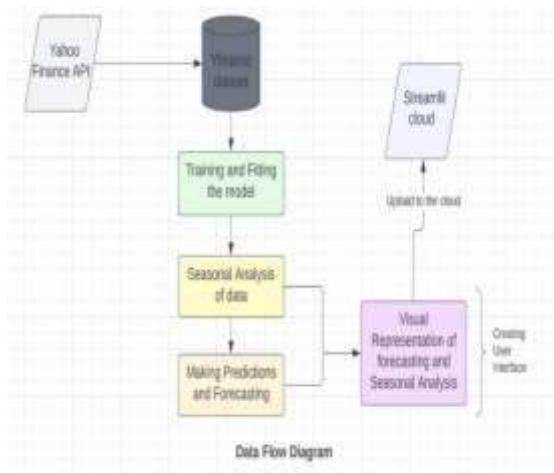 Yahoo
Finance API
dataset
Training and Fitting
the model
Seasonal Analysis
of data
Making Predictions
and Forecasting
Streamlit
cloud
Upload to the cloud
Visual
Representation of
forecasting and
Seasonal Analysis
Creating
User
Interface
Data Flow Diagram